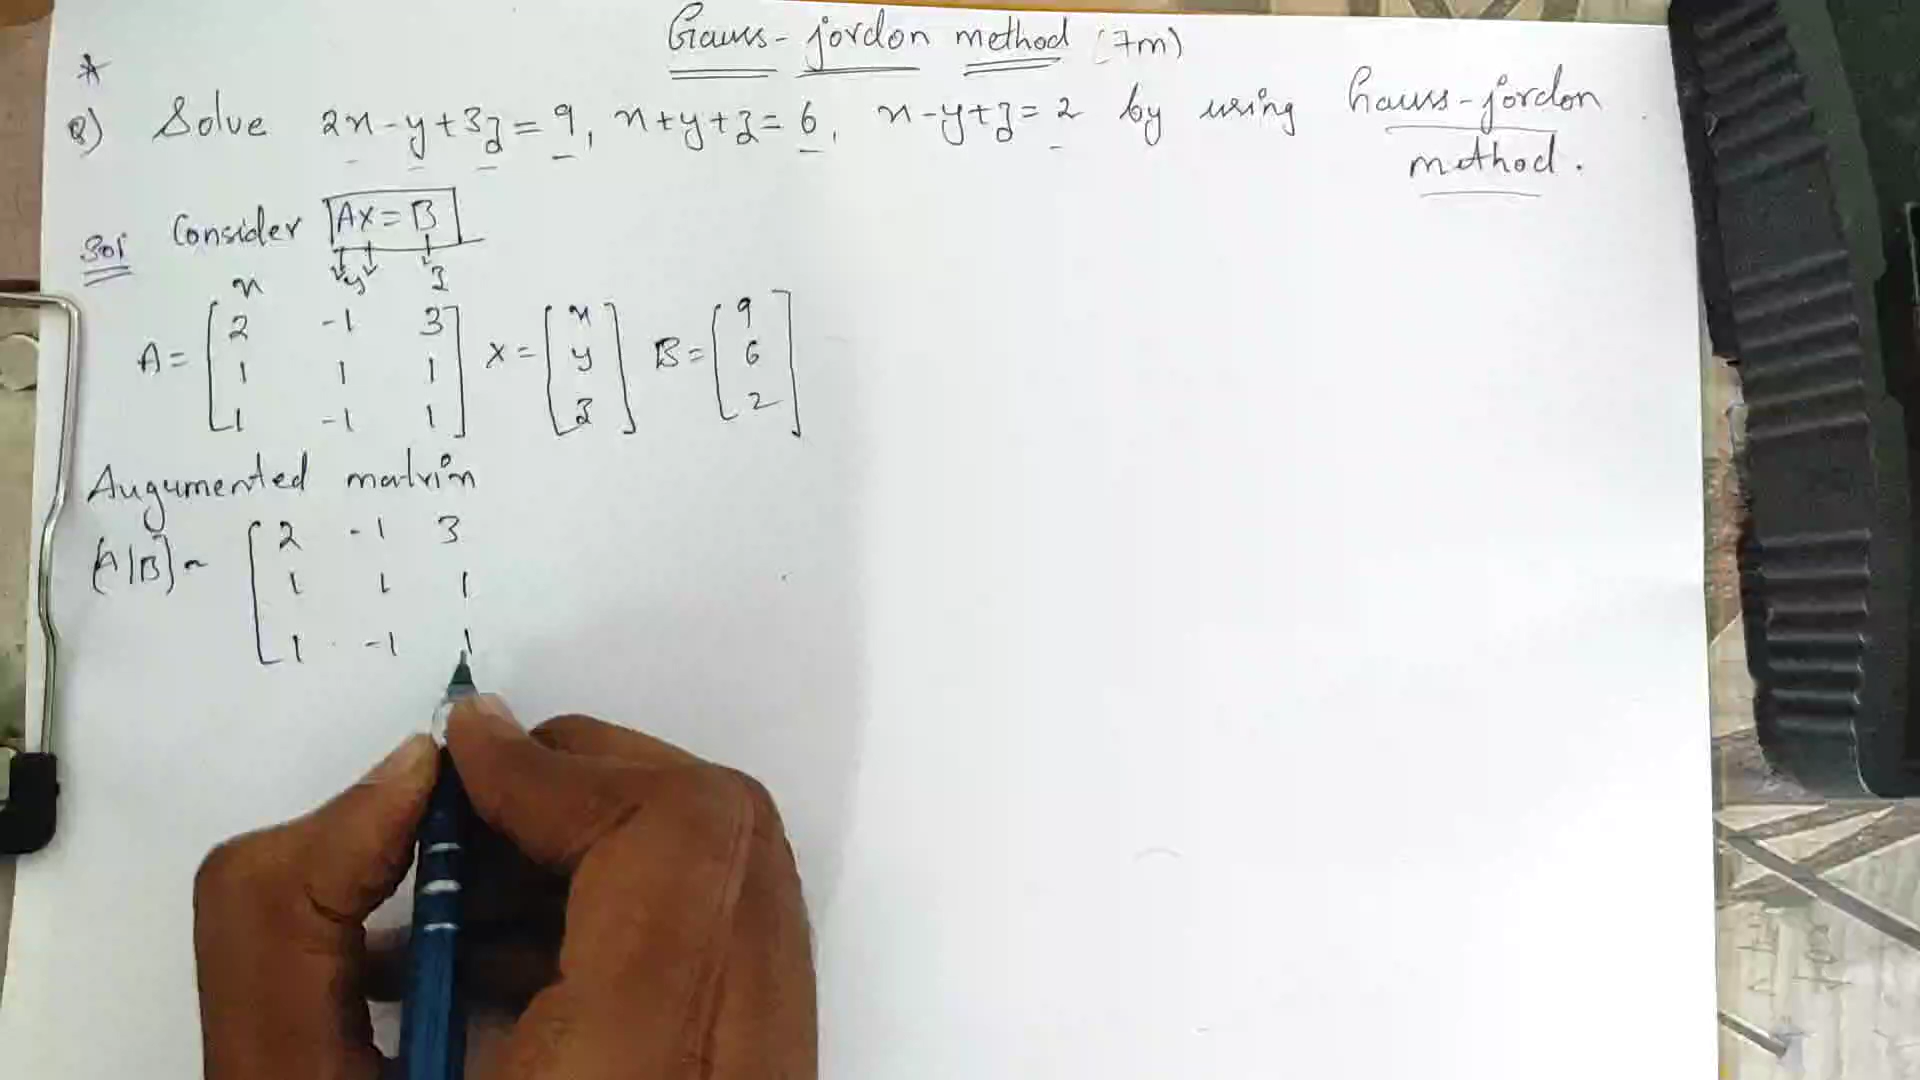 Gauss-jordon method (7m)
*
Q) Solve 2x-y+3z=9, x+y+z=6, x-y+z=2 by using Gauss-jordon
method.
Sol Consider AX=B
x y z
A= [2 -1 3] X= [x] B= [9]
1 1 1 y 6
1 -1 1 z 2
Augumented matrix
[A|B]~ [2 -1 3
1 1 1
1 -1 1